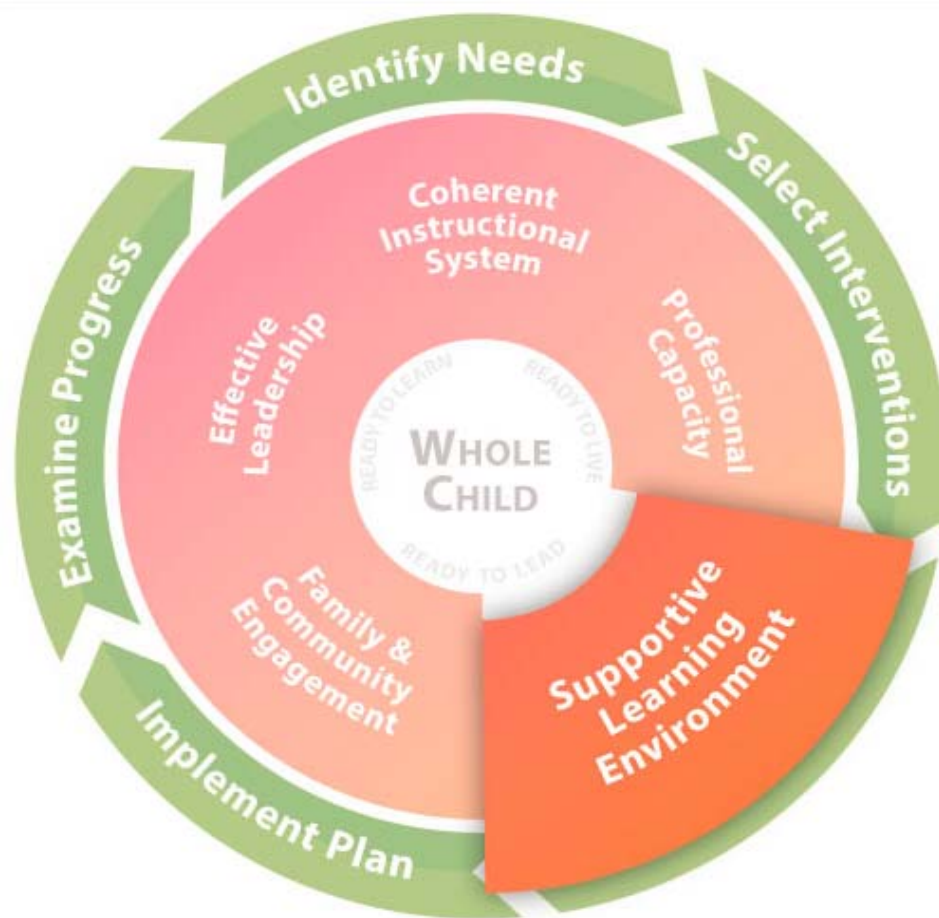 Identify Needs
Select Interventions
Implement Plan
Examine Progress
Coherent
Instructional
System
Professional
Capacity
Supportive
Learning
Environment
Family &
Community
Engagement
Effective
Leadership
READY TO LEARN
READY TO LIVE
READY TO LEAD
WHOLE
CHILD